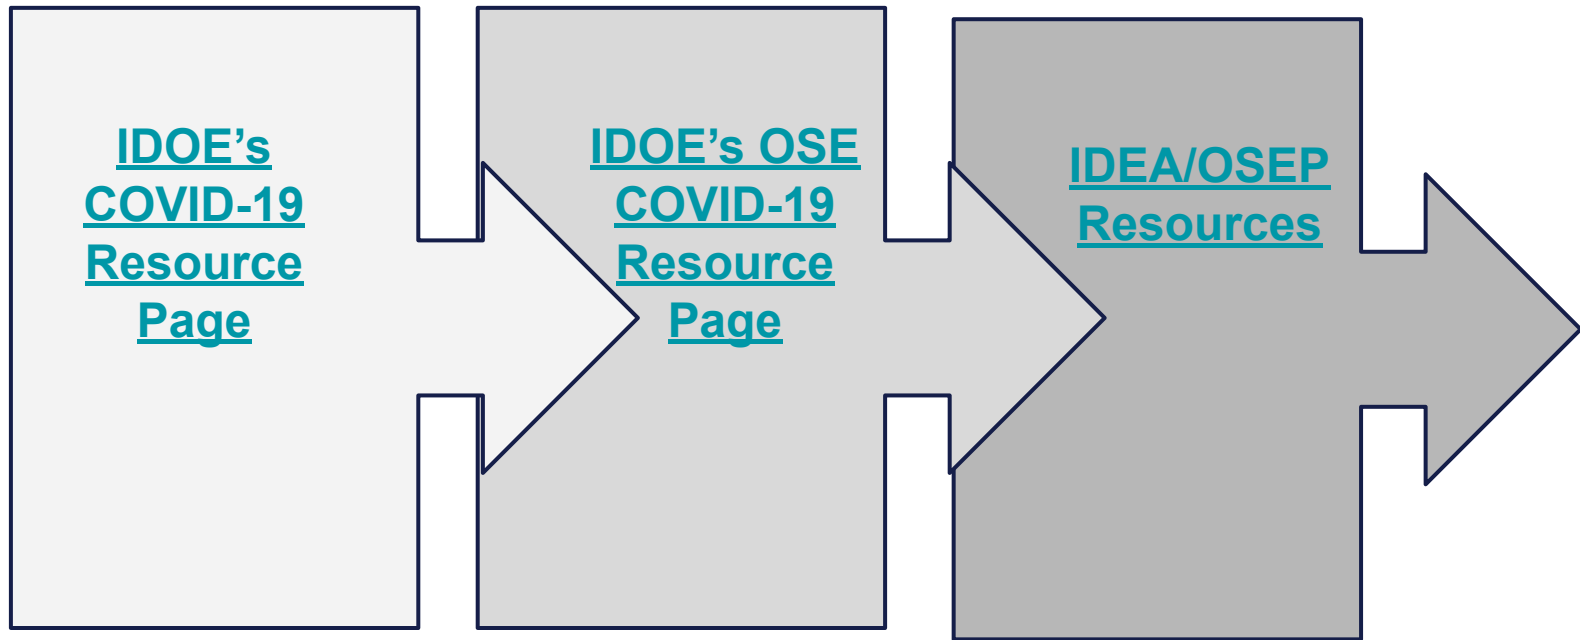 IDOE’s
COVID-19
Resource
Page
IDOE’s OSE
COVID-19
Resource
Page
IDEA/OSEP
Resources